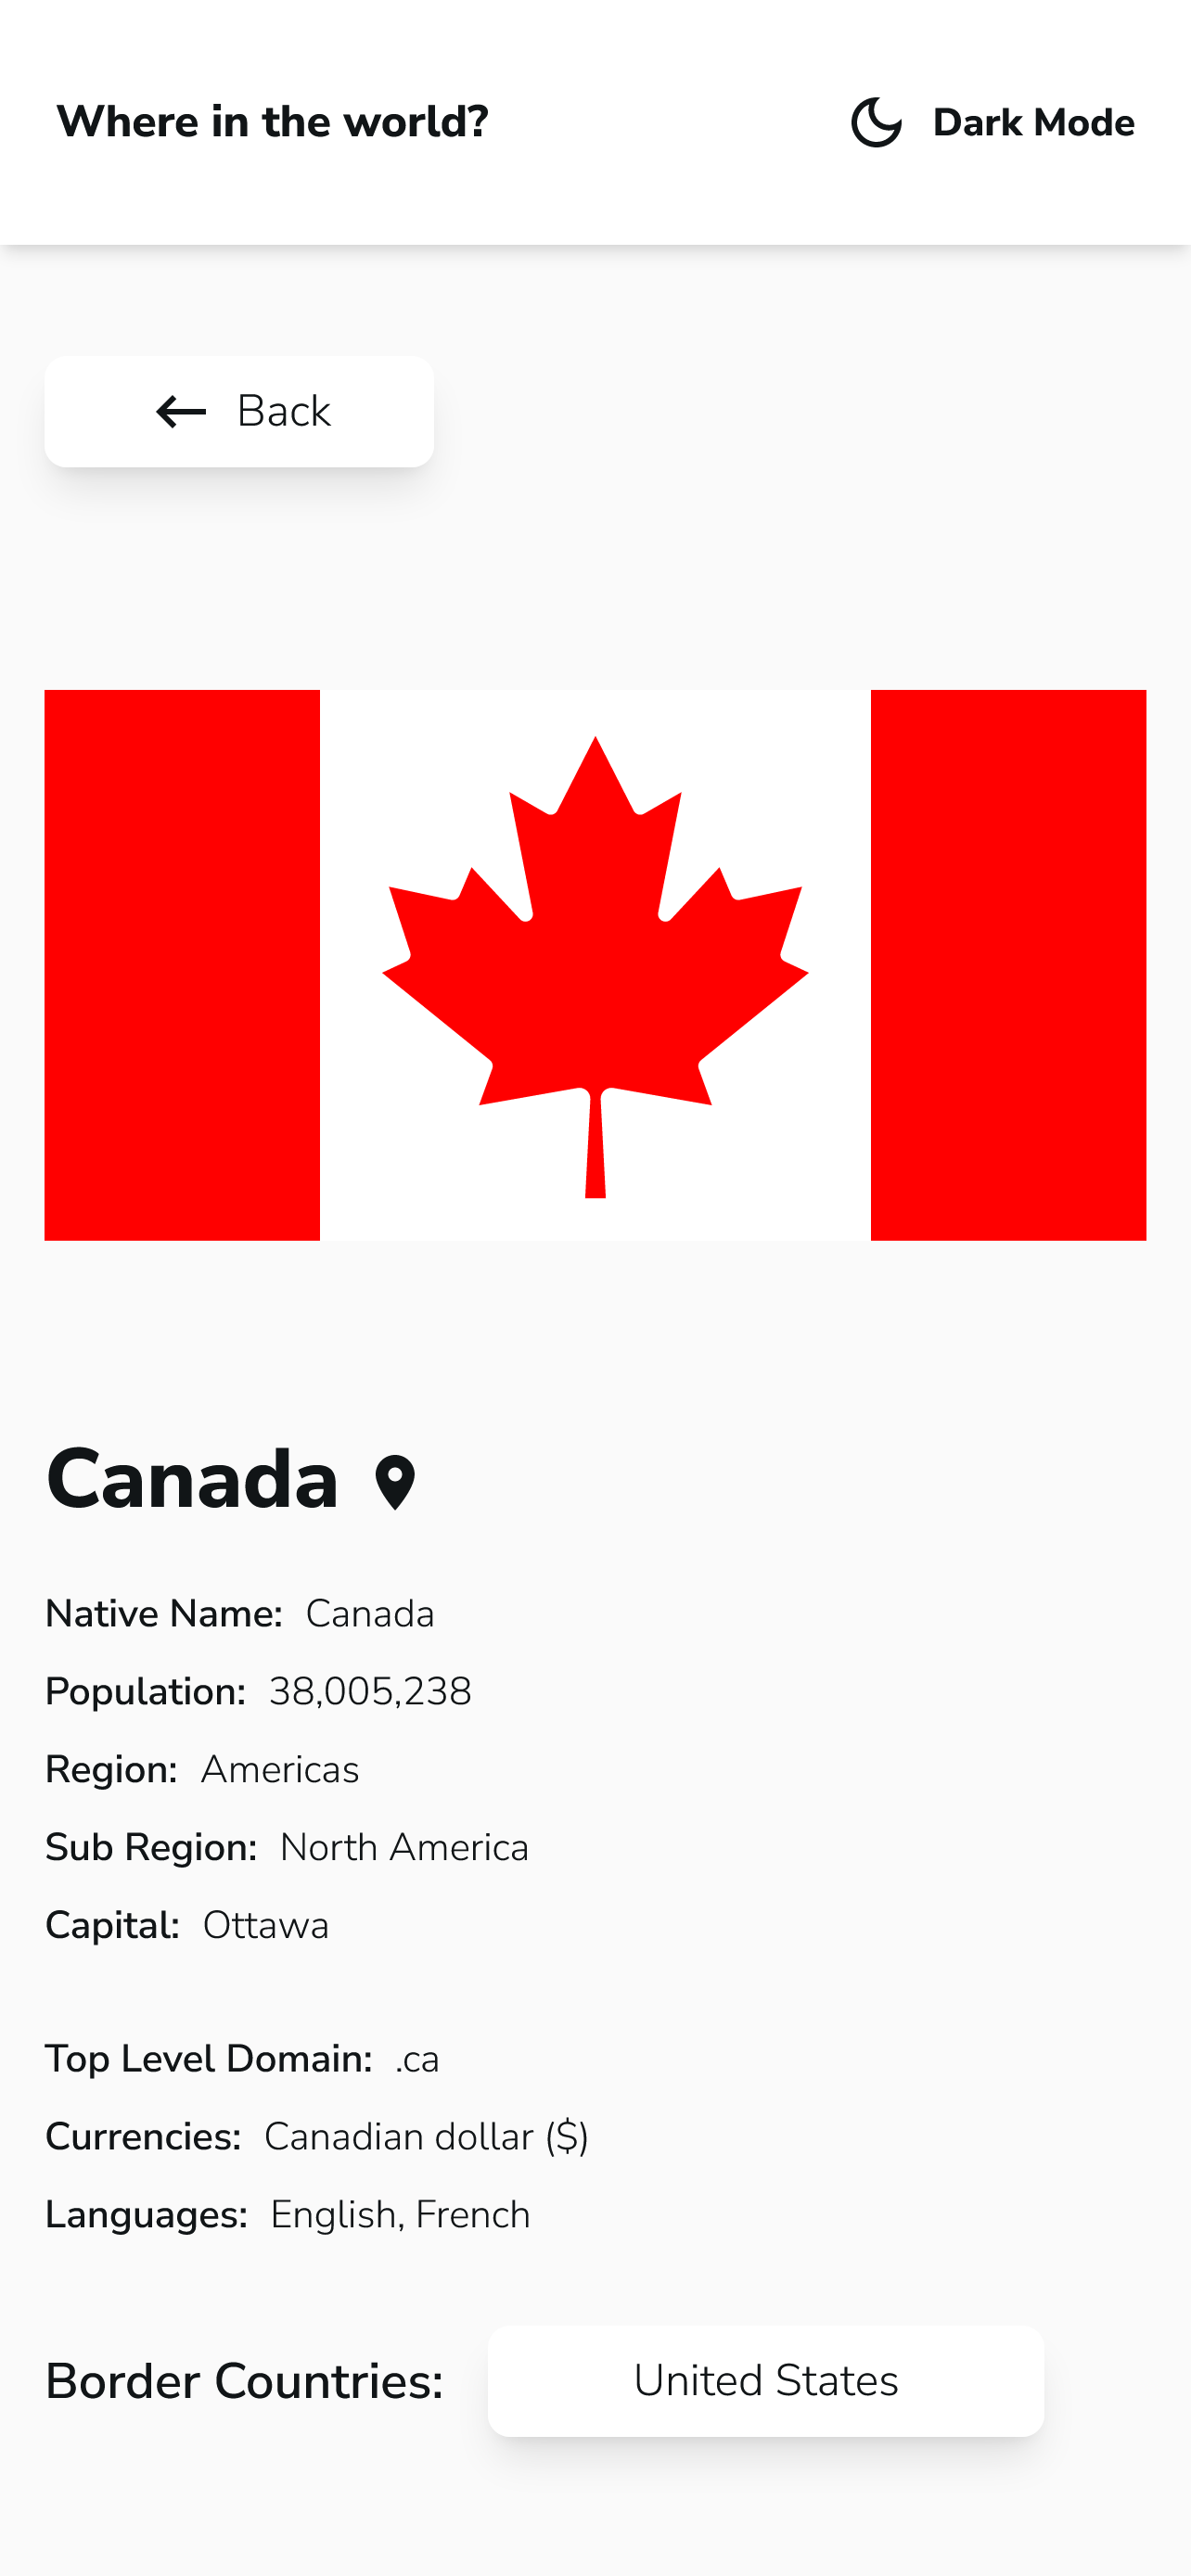 Where in the world?
Dark Mode
Back
Canada
Native Name: Canada
Population: 38,005,238
Region: Americas
Sub Region: North America
Capital: Ottawa
Top Level Domain: .ca
Currencies: Canadian dollar ($)
Languages: English, French
Border Countries: United States